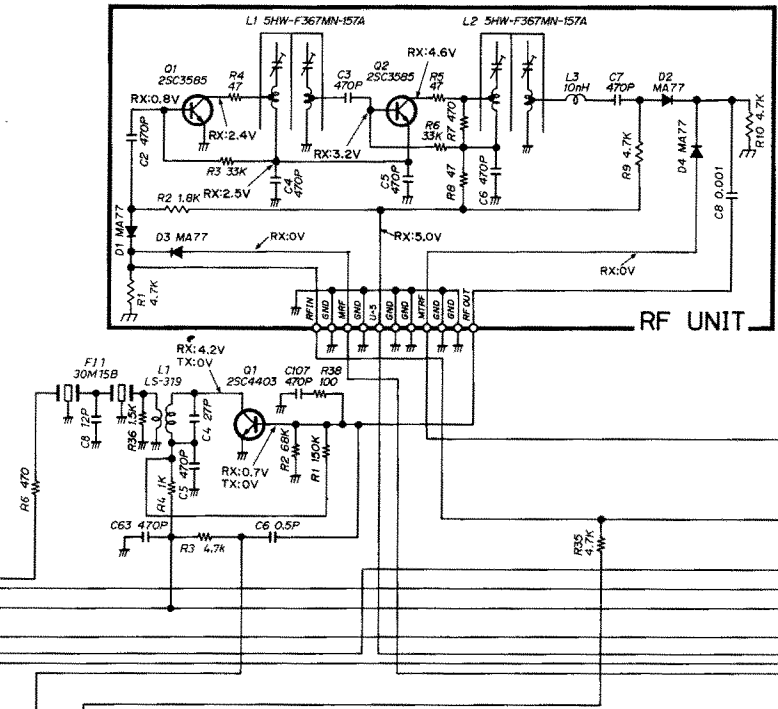 L1 5HW-F367MN-157A
L2 5HW-F367MN-157A
Q1
2SC3585
R4
47
C3
470P
Q2
2SC3585
RX:4.6V
R5
47
L3
10nH
C7
470P
D2
MA77
RX:0.8V
RX:2.4V
C2 470P
R3 33K
RX:2.5V
C4
470P
RX:3.2V
R6
33K
R7 470
R8 47
C5
470P
C6 470P
R9 4.7K
D4 MA77
R10 4.7K
C8 0.001
R2 1.8K
D1 MA77
D3 MA77
RX:0V
RX:5.0V
RX:0V
R1
4.7K
RFIN
GND
MRF
GND
U-5
GND
GND
MTRF
GND
GND
RFOUT
RF UNIT
FJ1
30M15B
L1
LS-319
RX:4.2V
TX:0V
Q1
2SC4403
C107
470P
R38
100
C8 12P
R36 1.5K
C4 27P
C5 470P
R4 1K
RX:0.7V
TX:0V
R2 68K
R1 150K
R6 470
C63 470P
R3 4.7K
C6 0.5P
R35
4.7K